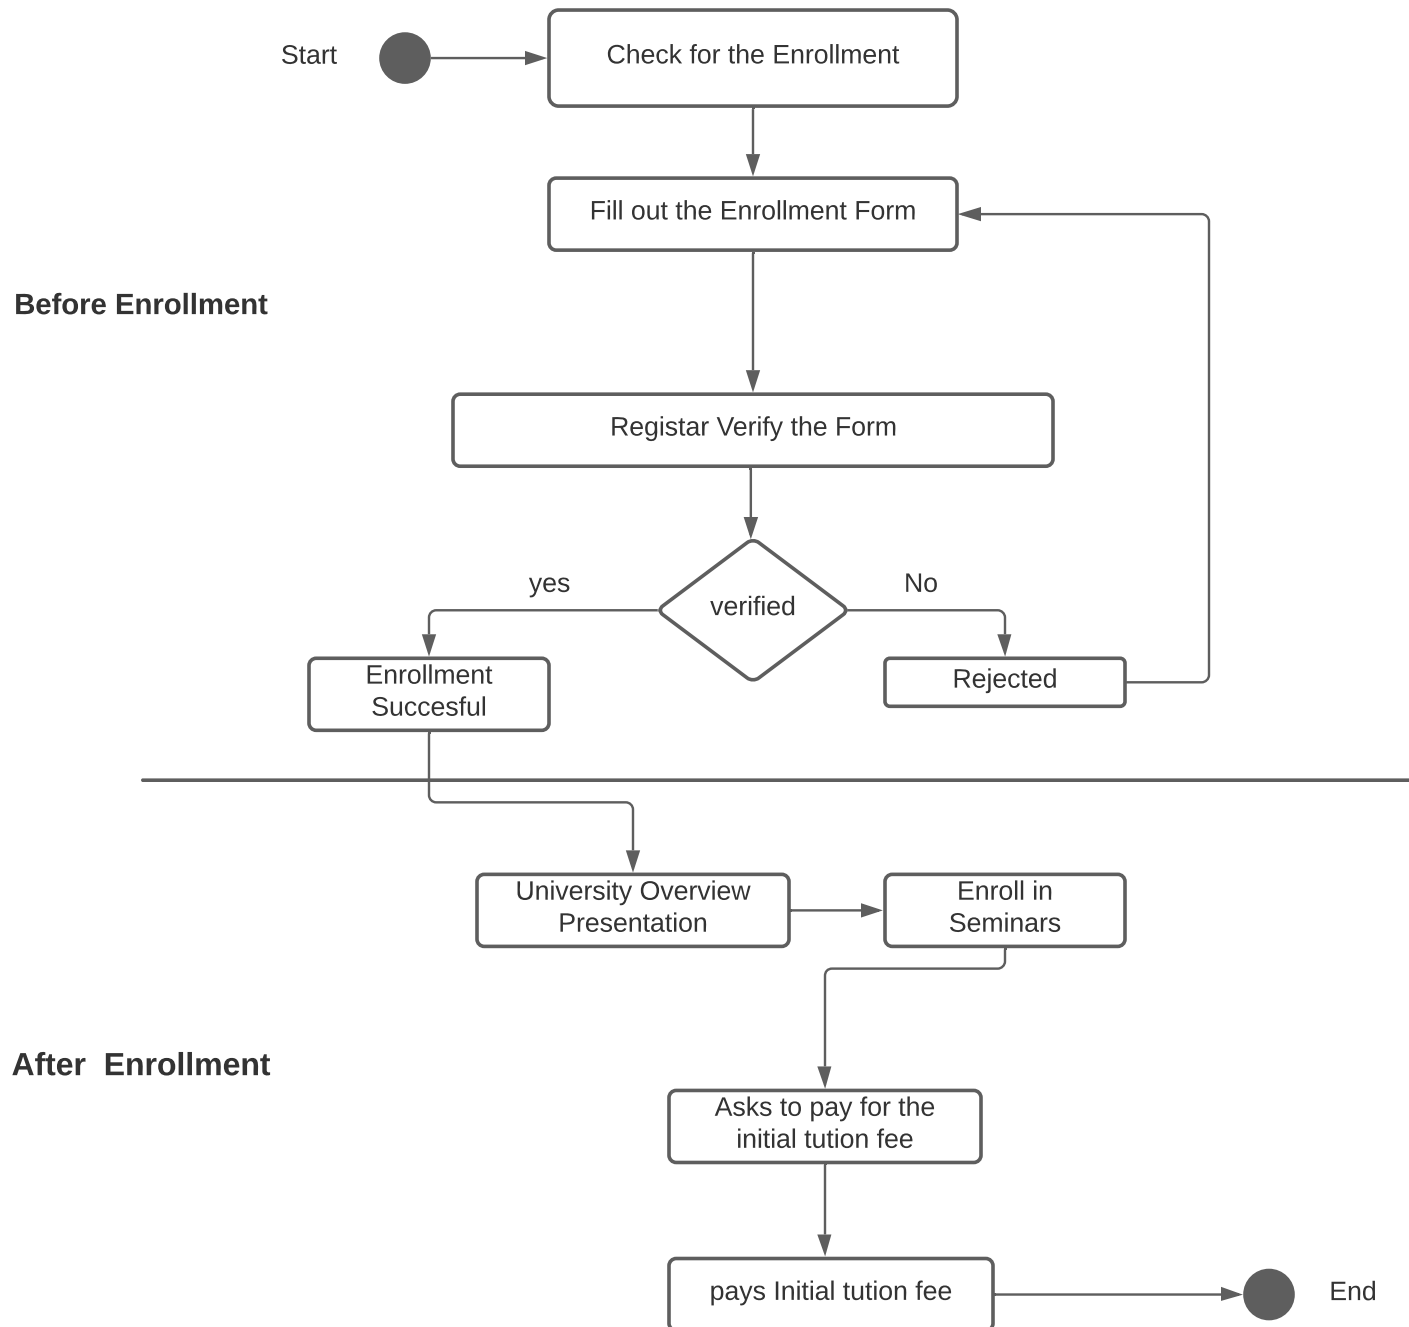 Start
Check for the Enrollment
Fill out the Enrollment Form
Before Enrollment
Registar Verify the Form
yes
No
verified
Enrollment
Succesful
Rejected
University Overview
Presentation
Enroll in
Seminars
After  Enrollment
Asks to pay for the
initial tution fee
pays Initial tution fee
End